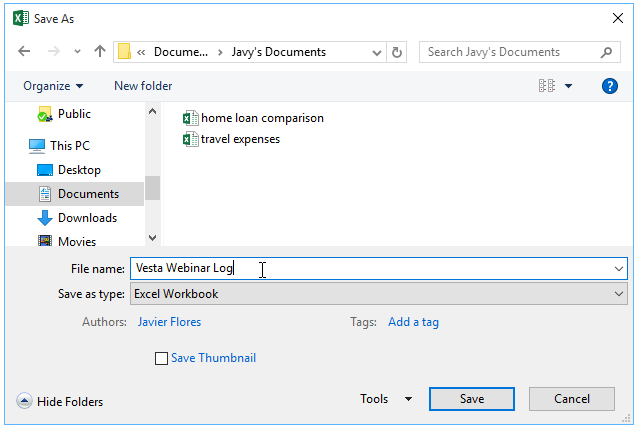 Save As
« Docume... > Javy's Documents
Search Javy's Documents
Organize
New folder
?
Public
This PC
Desktop
Documents
Downloads
Movies
home loan comparison
travel expenses
File name: Vesta Webinar Log
Save as type: Excel Workbook
Authors: Javier Flores
Tags: Add a tag
Save Thumbnail
Hide Folders
Tools
Save
Cancel